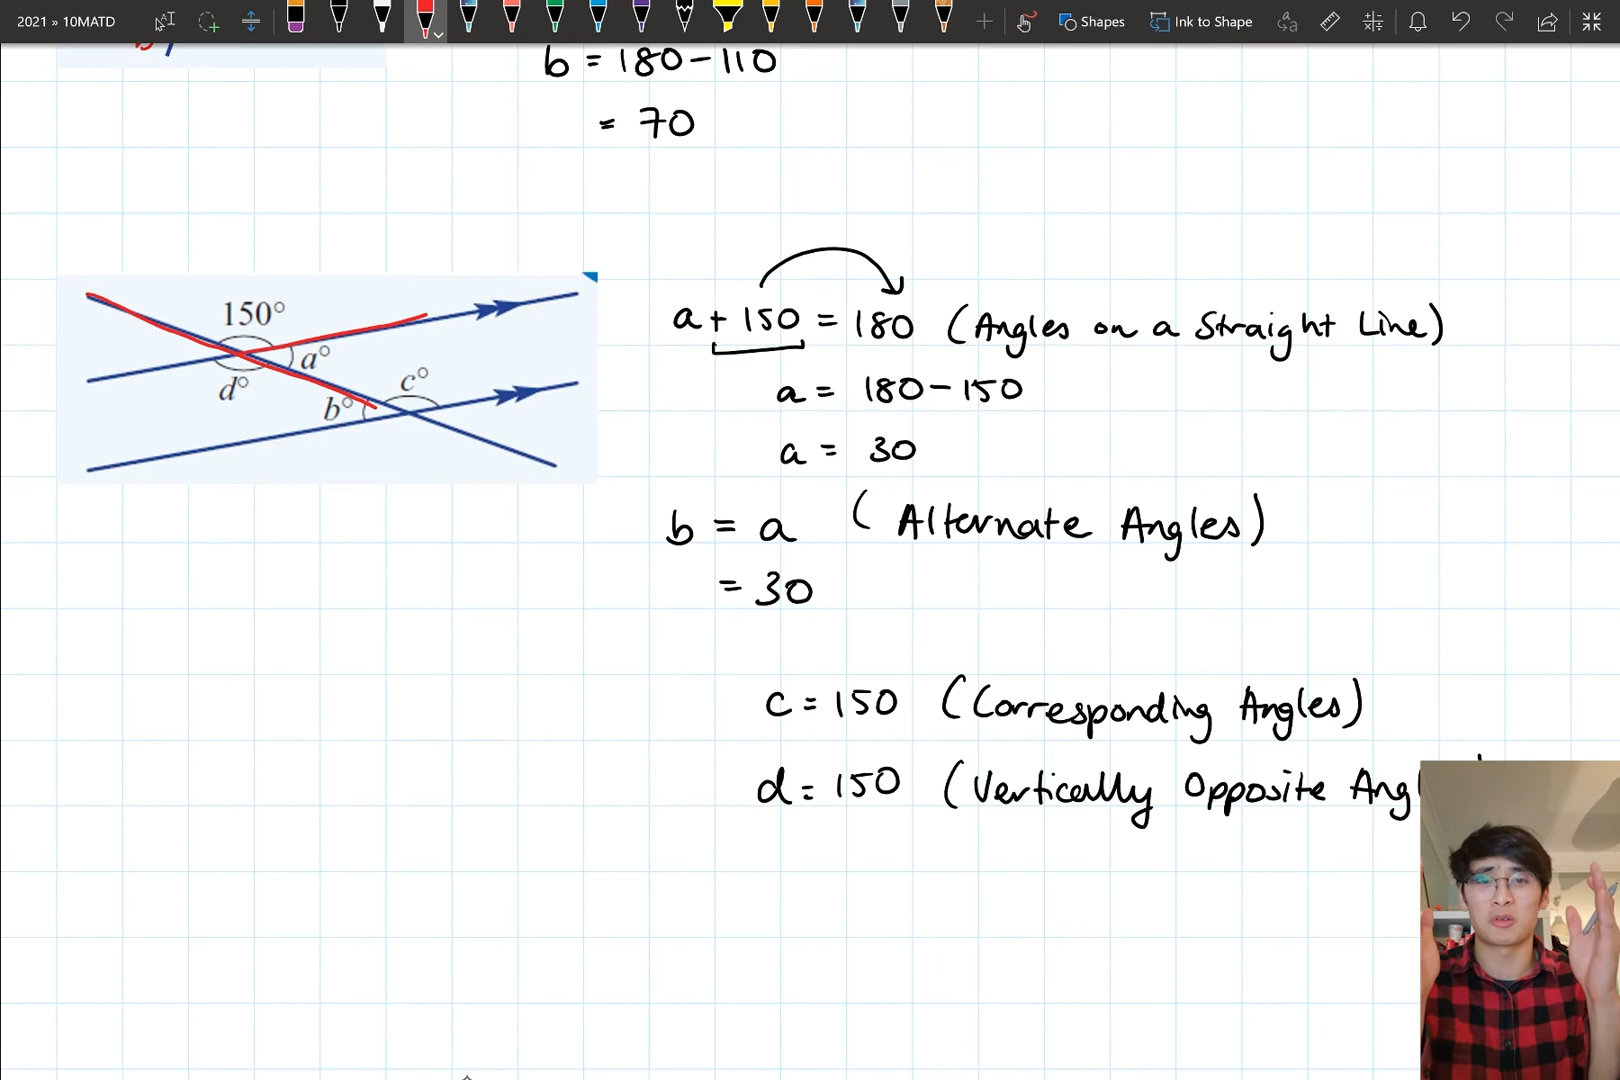 2021 » 10MATD
Shapes
Ink to Shape
b = 180 - 110
= 70
150°
a°
d°
c°
b°
a + 150 = 180 (Angles on a Straight Line)
a = 180 - 150
a = 30
b = a (Alternate Angles)
= 30
c = 150 (Corresponding Angles)
d = 150 (Vertically Opposite